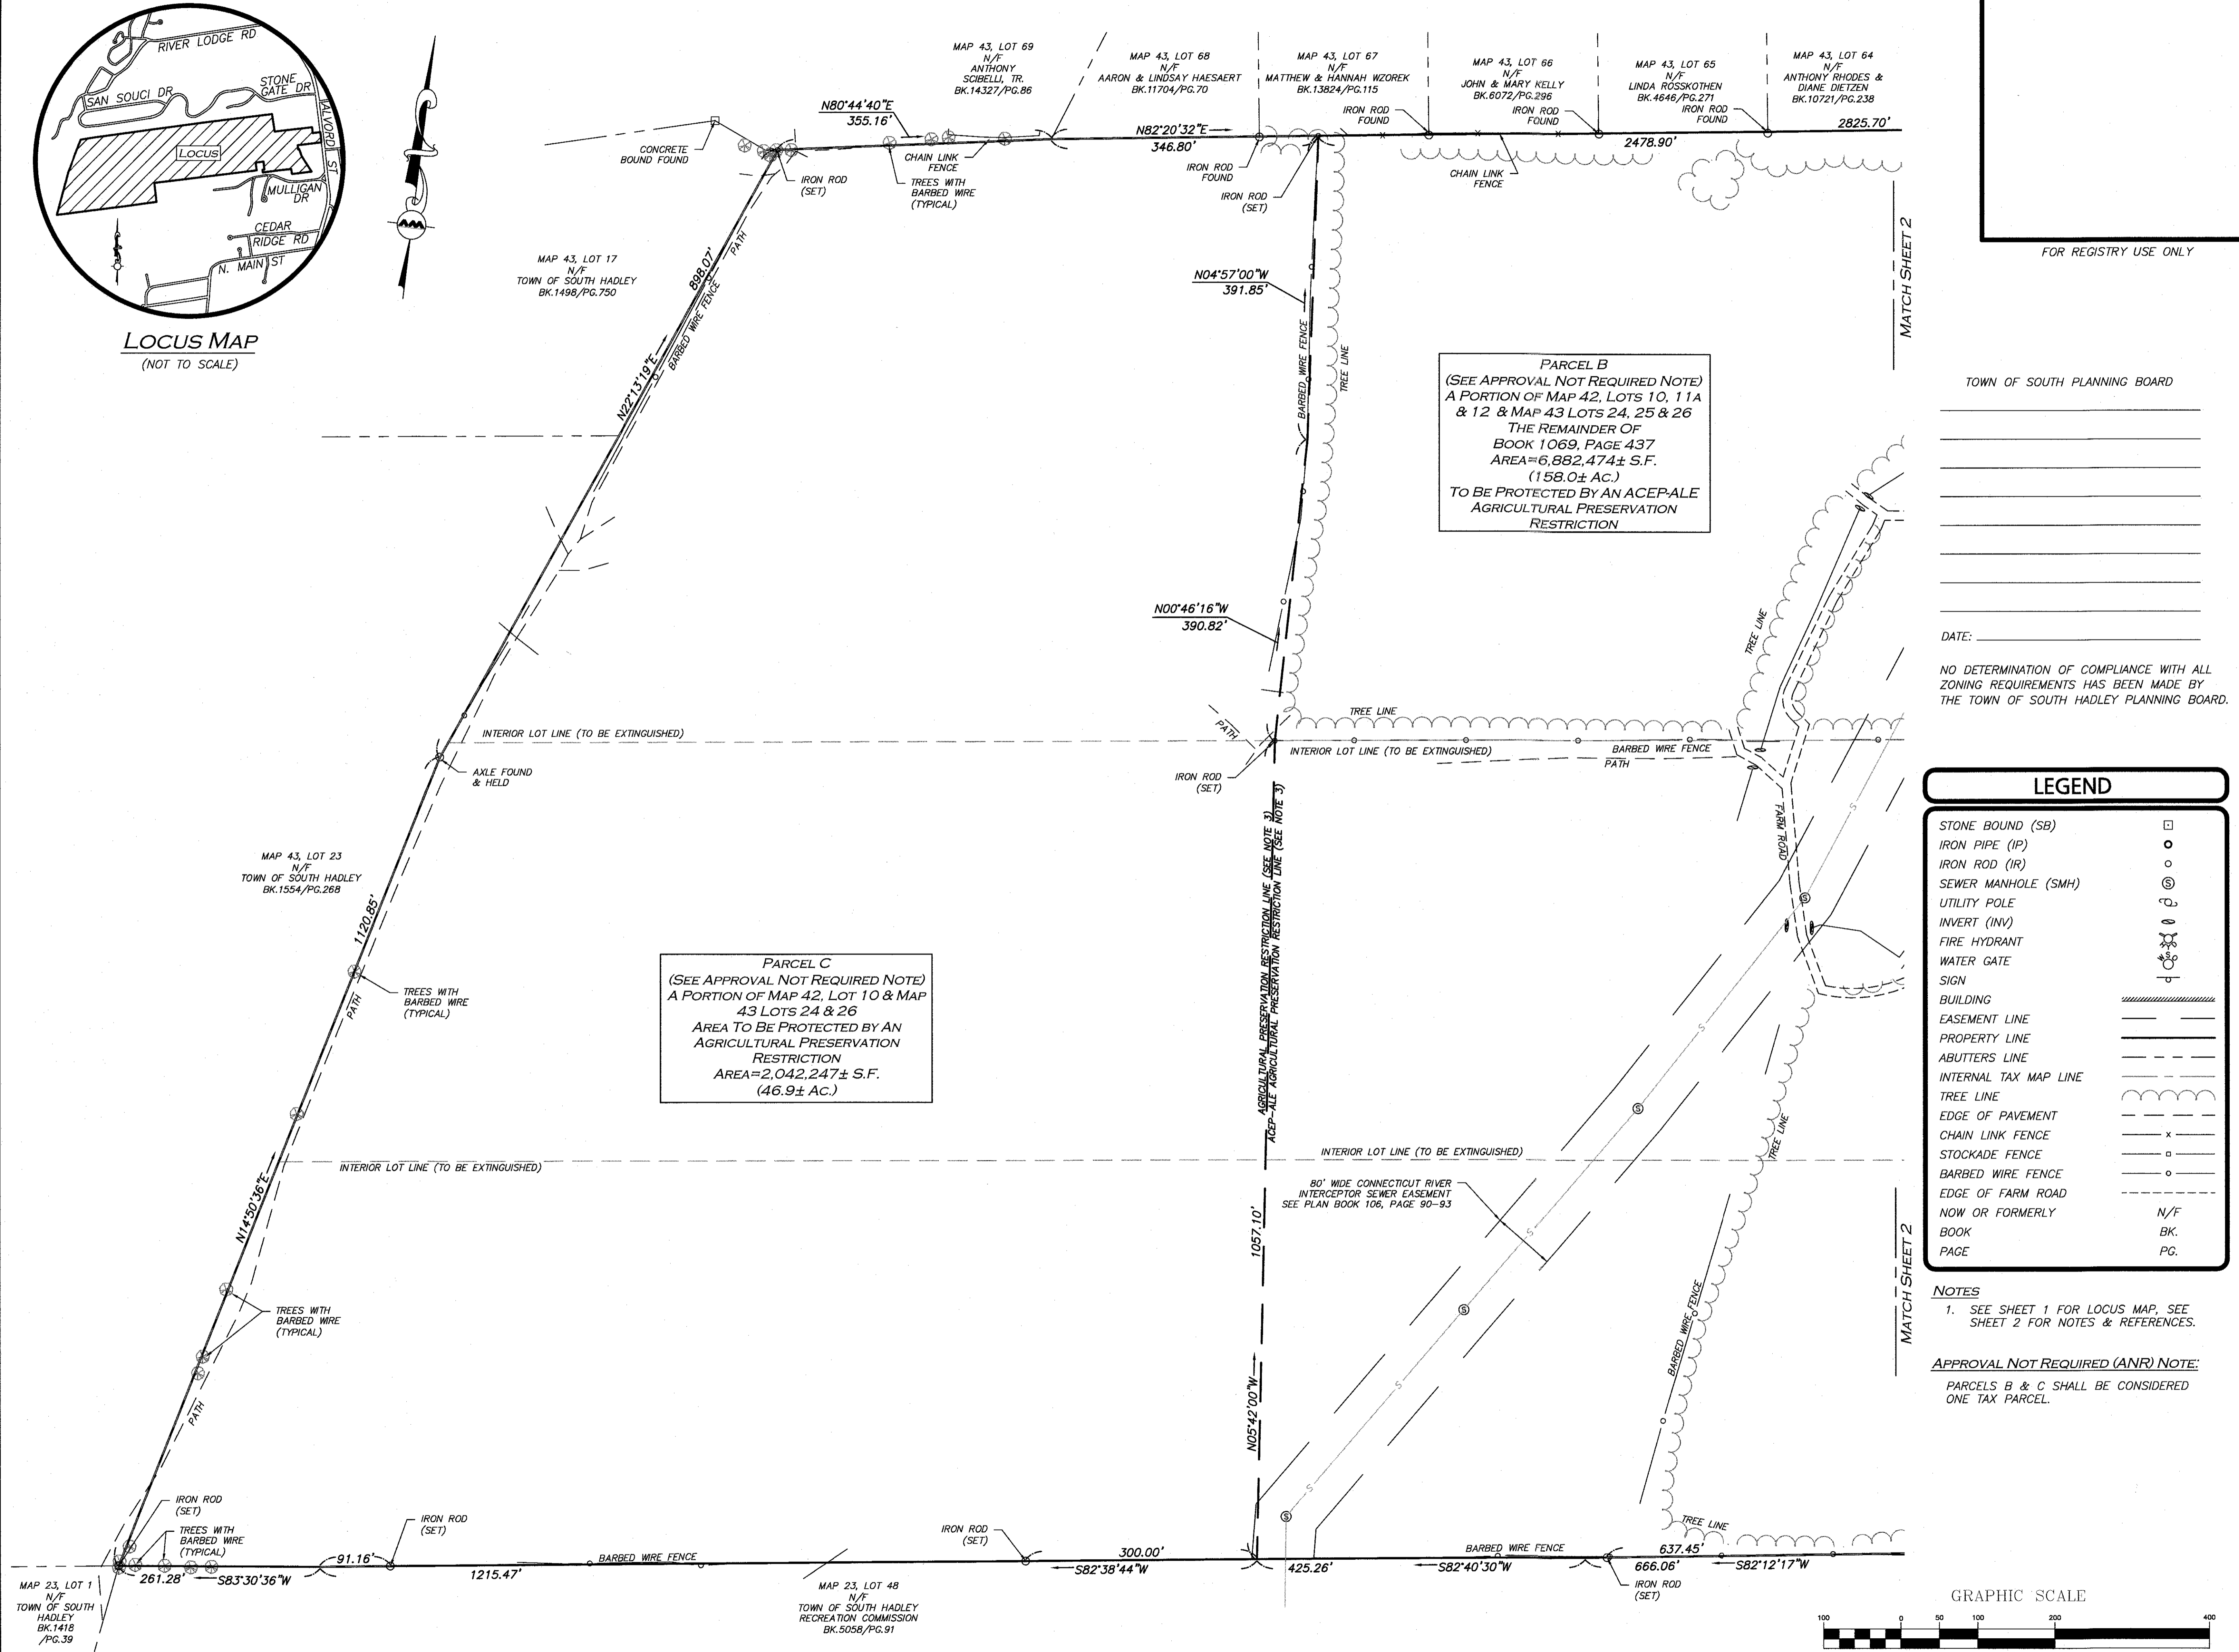 RIVER LODGE RD
SAN SOUCI DR
STONE
GATE DR
ALVORD ST
LOCUS
MULLIGAN
DR
CEDAR
RIDGE RD
N. MAIN ST
LOCUS MAP
(NOT TO SCALE)
MAP 43, LOT 69
N/F
ANTHONY
SCIBELLI, TR.
BK.14327/PG.86
MAP 43, LOT 68
N/F
AARON & LINDSAY HAESAERT
BK.11704/PG.70
MAP 43, LOT 67
N/F
MATTHEW & HANNAH WZOREK
BK.13824/PG.115
MAP 43, LOT 66
N/F
JOHN & MARY KELLY
BK.6072/PG.296
MAP 43, LOT 65
N/F
LINDA ROSSKOTHEN
BK.4646/PG.271
MAP 43, LOT 64
N/F
ANTHONY RHODES &
DIANE DIETZEN
BK.10721/PG.238
IRON ROD
FOUND
IRON ROD
FOUND
IRON ROD
FOUND
N80°44'40"E
355.16'
N82°20'32"E
346.80'
2478.90'
2825.70'
CONCRETE
BOUND FOUND
CHAIN LINK
FENCE
IRON ROD
(SET)
TREES WITH
BARBED WIRE
(TYPICAL)
IRON ROD
FOUND
IRON ROD
(SET)
CHAIN LINK
FENCE
MATCH SHEET 2
FOR REGISTRY USE ONLY
MAP 43, LOT 17
N/F
TOWN OF SOUTH HADLEY
BK.1498/PG.750
PATH
898.07'
BARBED WIRE FENCE
N22°13'19"E
N04°57'00"W
391.85'
BARBED WIRE FENCE
TREE LINE
PARCEL B
(SEE APPROVAL NOT REQUIRED NOTE)
A PORTION OF MAP 42, LOTS 10, 11A
& 12 & MAP 43 LOTS 24, 25 & 26
THE REMAINDER OF
BOOK 1069, PAGE 437
AREA=6,882,474± S.F.
(158.0± AC.)
TO BE PROTECTED BY AN ACEP-ALE
AGRICULTURAL PRESERVATION
RESTRICTION
TOWN OF SOUTH PLANNING BOARD
DATE:
NO DETERMINATION OF COMPLIANCE WITH ALL
ZONING REQUIREMENTS HAS BEEN MADE BY
THE TOWN OF SOUTH HADLEY PLANNING BOARD.
N00°46'16"W
390.82'
TREE LINE
PATH
TREE LINE
INTERIOR LOT LINE (TO BE EXTINGUISHED)
INTERIOR LOT LINE (TO BE EXTINGUISHED)
BARBED WIRE FENCE
PATH
AXLE FOUND
& HELD
IRON ROD
(SET)
FARM ROAD
AGRICULTURAL PRESERVATION RESTRICTION LINE (SEE NOTE 3)
ACEP-ALE AGRICULTURAL PRESERVATION RESTRICTION LINE (SEE NOTE 3)
MAP 43, LOT 23
N/F
TOWN OF SOUTH HADLEY
BK.1554/PG.268
1120.85'
PATH
TREES WITH
BARBED WIRE
(TYPICAL)
PARCEL C
(SEE APPROVAL NOT REQUIRED NOTE)
A PORTION OF MAP 42, LOT 10 & MAP
43 LOTS 24 & 26
AREA TO BE PROTECTED BY AN
AGRICULTURAL PRESERVATION
RESTRICTION
AREA=2,042,247± S.F.
(46.9± AC.)
LEGEND
STONE BOUND (SB)
IRON PIPE (IP)
IRON ROD (IR)
SEWER MANHOLE (SMH) S
UTILITY POLE
INVERT (INV)
FIRE HYDRANT
WATER GATE
SIGN
BUILDING
EASEMENT LINE
PROPERTY LINE
ABUTTERS LINE
INTERNAL TAX MAP LINE
TREE LINE
EDGE OF PAVEMENT
CHAIN LINK FENCE
STOCKADE FENCE
BARBED WIRE FENCE
EDGE OF FARM ROAD
NOW OR FORMERLY N/F
BOOK BK.
PAGE PG.
TREE LINE
INTERIOR LOT LINE (TO BE EXTINGUISHED)
INTERIOR LOT LINE (TO BE EXTINGUISHED)
80' WIDE CONNECTICUT RIVER
INTERCEPTOR SEWER EASEMENT
SEE PLAN BOOK 106, PAGE 90-93
N14°50'36"E
1057.10'
N05°42'00"W
BARBED WIRE FENCE
MATCH SHEET 2
NOTES
1. SEE SHEET 1 FOR LOCUS MAP, SEE
SHEET 2 FOR NOTES & REFERENCES.
APPROVAL NOT REQUIRED (ANR) NOTE:
PARCELS B & C SHALL BE CONSIDERED
ONE TAX PARCEL.
TREES WITH
BARBED WIRE
(TYPICAL)
PATH
IRON ROD
(SET)
TREES WITH
BARBED WIRE
(TYPICAL)
IRON ROD
(SET)
IRON ROD
(SET)
TREE LINE
91.16'
BARBED WIRE FENCE
300.00'
BARBED WIRE FENCE
637.45'
261.28'
S83°30'36"W
1215.47'
S82°38'44"W
425.26'
S82°40'30"W
666.06'
S82°12'17"W
IRON ROD
(SET)
MAP 23, LOT 1
N/F
TOWN OF SOUTH
HADLEY
BK.1418
/PG.39
MAP 23, LOT 48
N/F
TOWN OF SOUTH HADLEY
RECREATION COMMISSION
BK.5058/PG.91
GRAPHIC SCALE
100 0 50 100 200 400